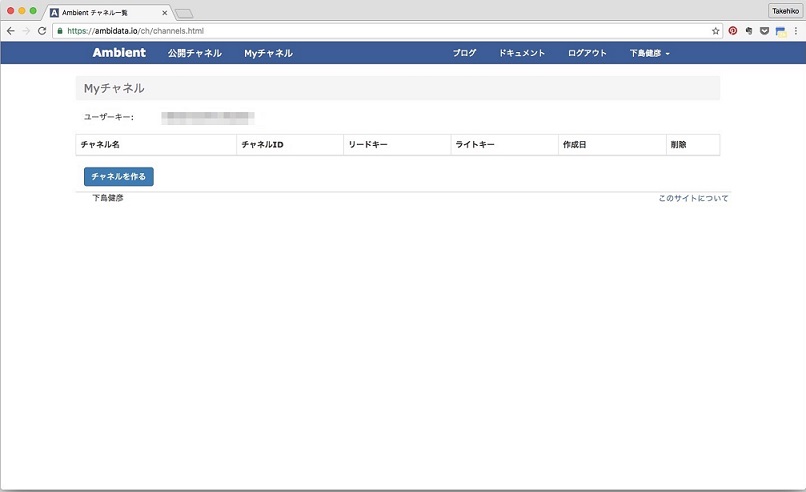 Ambient チャネル一覧
Takehiko
https://ambidata.io/ch/channels.html
Ambient 公開チャネル Myチャネル ブログ ドキュメント ログアウト 下島健彦
Myチャネル
ユーザーキー:
チャネル名 チャネルID リードキー ライトキー 作成日 削除
チャネルを作る
下島健彦 このサイトについて